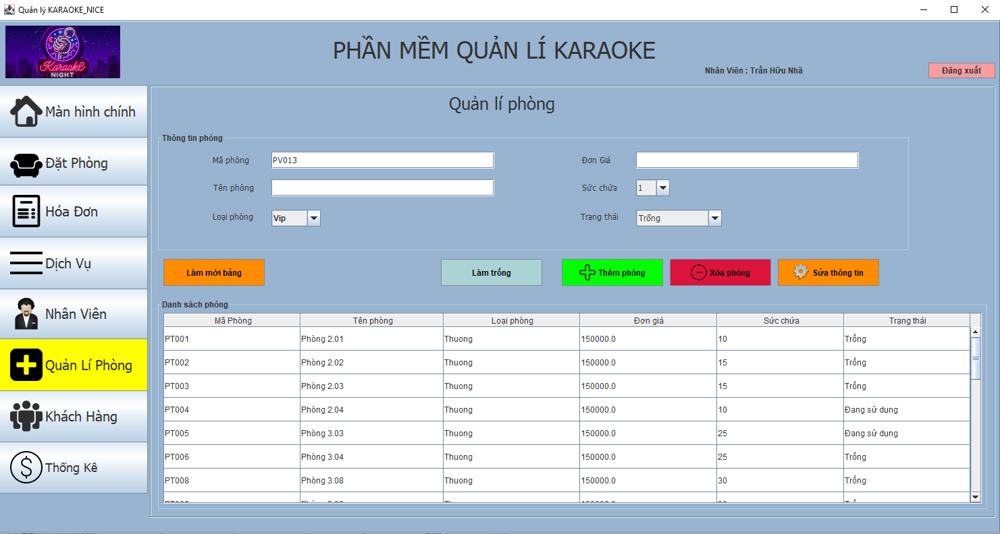 Quản lý KARAOKE_NICE
Karaoke
NIGHT
PHẦN MỀM QUẢN LÍ KARAOKE
Nhân Viên : Trần Hữu Nhã
Đăng xuất
Màn hình chính
Đặt Phòng
Hóa Đơn
Dịch Vụ
Nhân Viên
Quản Lí Phòng
Khách Hàng
Thống Kê
Quản lí phòng
Thông tin phòng
Mã phòng PV013 Đơn Giá
Tên phòng Sức chứa 1
Loại phòng Vip Trạng thái Trống
Làm mới bảng Làm trống Thêm phòng Xóa phòng Sửa thông tin
Danh sách phòng
Mã Phòng Tên phòng Loại phòng Đơn giá Sức chứa Trạng thái
PT001 Phòng 2.01 Thuong 150000.0 10 Trống
PT002 Phòng 2.02 Thuong 150000.0 15 Trống
PT003 Phòng 2.03 Thuong 150000.0 15 Trống
PT004 Phòng 2.04 Thuong 150000.0 10 Đang sử dụng
PT005 Phòng 3.03 Thuong 150000.0 25 Đang sử dụng
PT006 Phòng 3.04 Thuong 150000.0 25 Trống
PT008 Phòng 3.08 Thuong 150000.0 30 Trống